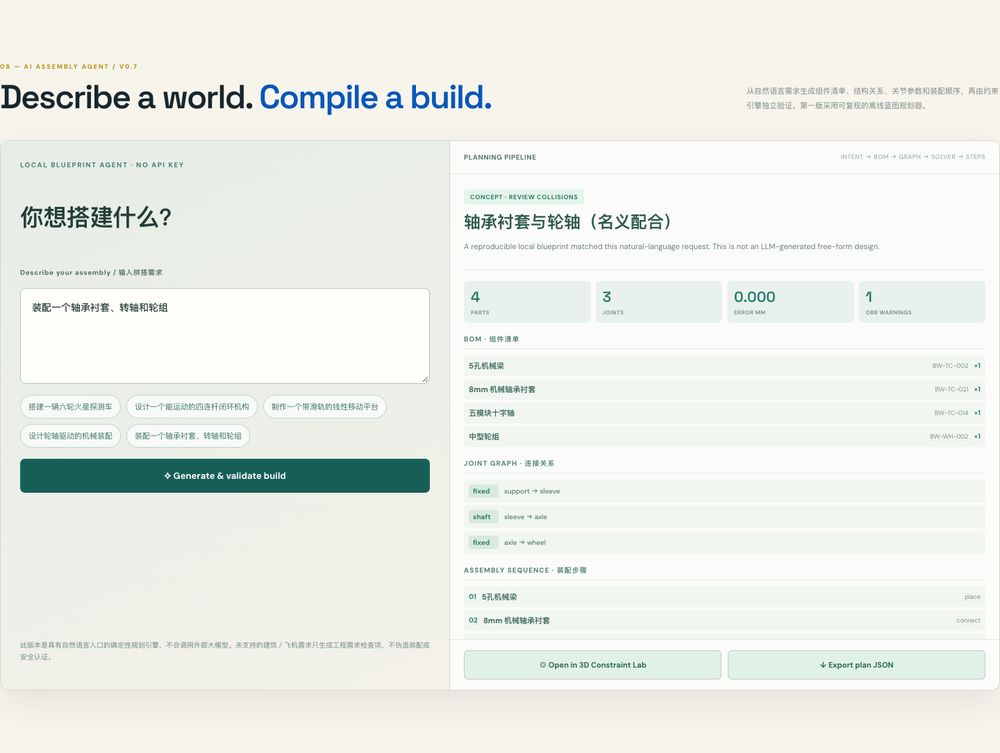 08 — AI ASSEMBLY AGENT / V0.7
Describe a world. Compile a build.
从自然语言需求生成组件清单、结构关系、关节参数和装配顺序，再由约束
引擎独立验证。第一版采用可复现的离线蓝图规划器。
LOCAL BLUEPRINT AGENT · NO API KEY
你想搭建什么?
Describe your assembly / 输入拼搭需求
装配一个轴承衬套、转轴和轮组
搭建一辆六轮火星探测车
设计一个能运动的四连杆闭环机构
制作一个带滑轨的线性移动平台
设计轮轴驱动的机械装配
装配一个轴承衬套、转轴和轮组
✧ Generate & validate build
此版本是具有自然语言入口的确定性规划引擎，不会调用外部大模型。未支持的建筑 / 飞机需求只生成工程需求检查项，不伪造装配或
安全认证。
PLANNING PIPELINE
INTENT → BOM → GRAPH → SOLVER → STEPS
CONCEPT · REVIEW COLLISIONS
轴承衬套与轮轴（名义配合）
A reproducible local blueprint matched this natural-language request. This is not an LLM-generated free-form design.
4
PARTS
3
JOINTS
0.000
ERROR MM
1
OBB WARNINGS
BOM · 组件清单
5孔机械梁 BW-TC-002 ×1
8mm 机械轴承衬套 BW-TC-021 ×1
五模块十字轴 BW-TC-014 ×1
中型轮组 BW-WH-002 ×1
JOINT GRAPH · 连接关系
fixed support → sleeve
shaft sleeve → axle
fixed axle → wheel
ASSEMBLY SEQUENCE · 装配步骤
01 5孔机械梁 place
02 8mm 机械轴承衬套 connect
Open in 3D Constraint Lab
↓ Export plan JSON